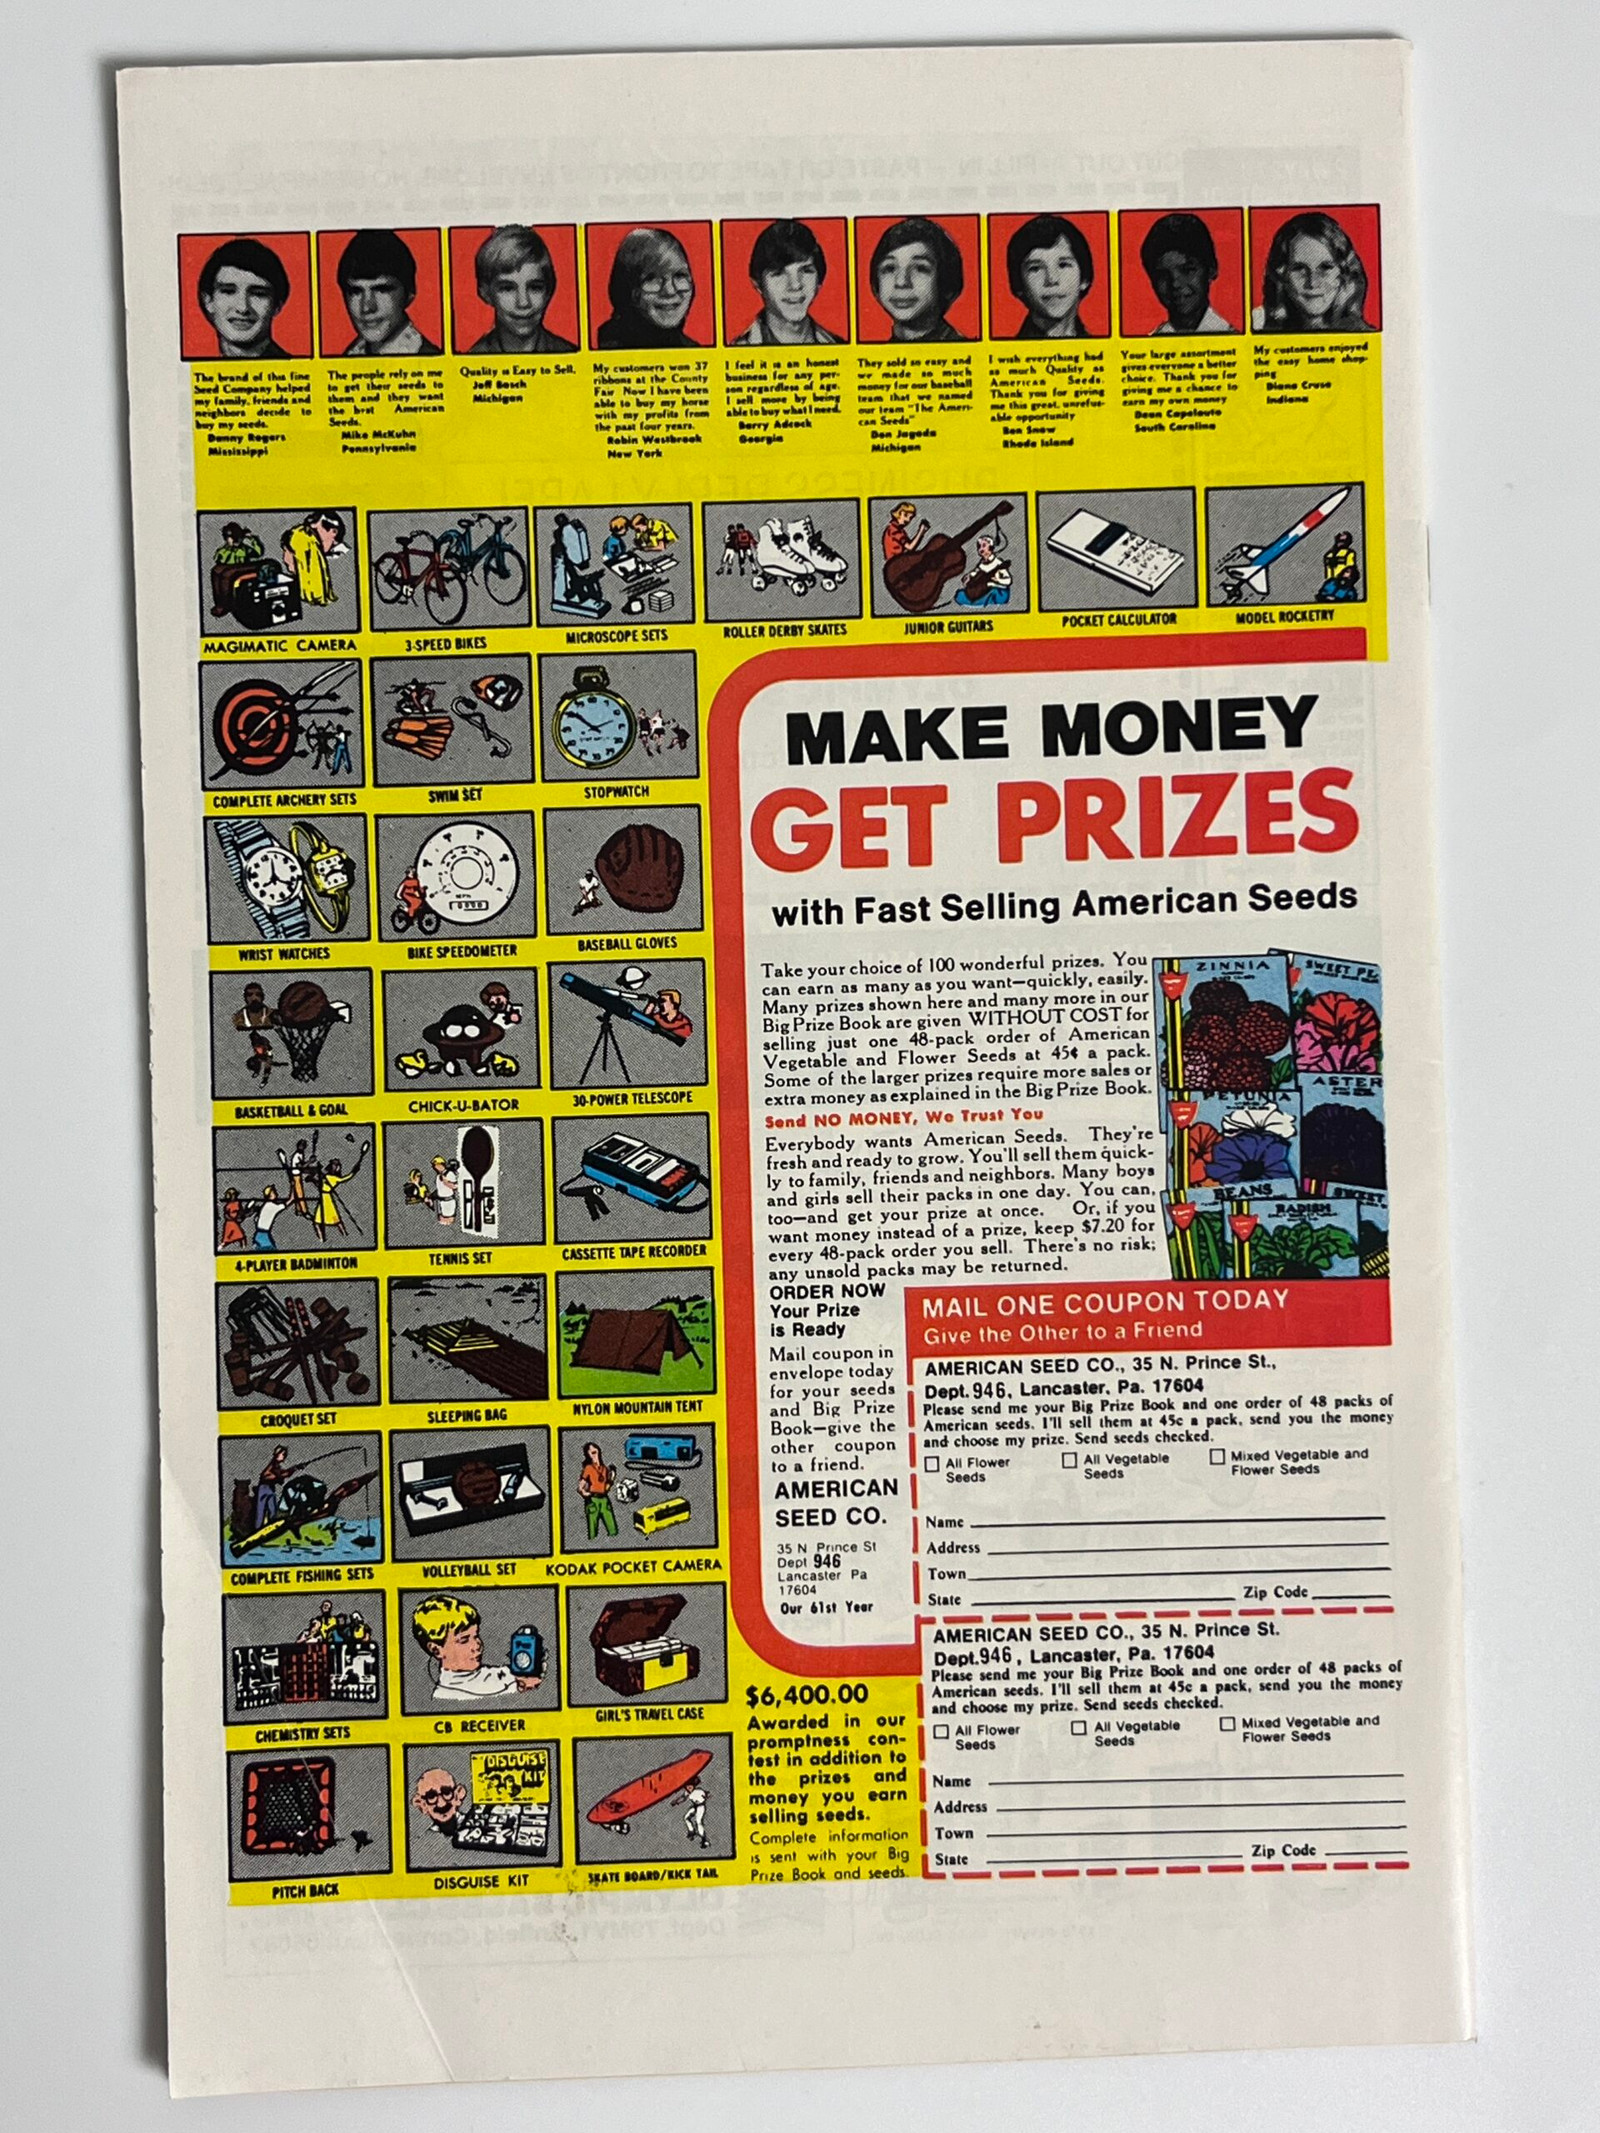 The brand of this fine
Seed Company helped
my family, friends and
neighbors decide to
buy my seeds.
Danny Rogers
Mississippi
The people rely on me
to get their seeds to
them and they want
the best American
Seeds.
Mike McKuhn
Pennsylvania
Quality is Easy to Sell.
Jeff Bosch
Michigan
My customers won 37
ribbons at the County
Fair Now I have been
able to buy my horse
with my profits from
the past four years.
Robin Westbrook
New York
I feel it is an honest
business for any per-
son regardless of age.
I sell more by being
able to buy what I need.
Barry Adcock
Georgia
They sold so easy and
we made so much
money for our baseball
team that we named
our team "The Ameri-
can Seeds"
Don Jagoda
Michigan
I wish everything had
as much Quality as
American Seeds.
Thank you for giving
me this great, unrefus-
able opportunity
Ben Snow
Rhode Island
Your large assortment
gives everyone a better
choice. Thank you for
giving me a chance to
earn my own money
Dean Capolouto
South Carolina
My customers enjoyed
the easy home shop-
ping
Diana Cruse
Indiana
MAGIMATIC CAMERA
3-SPEED BIKES
MICROSCOPE SETS
ROLLER DERBY SKATES
JUNIOR GUITARS
POCKET CALCULATOR
MODEL ROCKETRY
COMPLETE ARCHERY SETS
SWIM SET
STOPWATCH
WRIST WATCHES
BIKE SPEEDOMETER
BASEBALL GLOVES
BASKETBALL & GOAL
CHICK-U-BATOR
30-POWER TELESCOPE
4-PLAYER BADMINTON
TENNIS SET
CASSETTE TAPE RECORDER
CROQUET SET
SLEEPING BAG
NYLON MOUNTAIN TENT
COMPLETE FISHING SETS
VOLLEYBALL SET
KODAK POCKET CAMERA
CHEMISTRY SETS
CB RECEIVER
GIRL'S TRAVEL CASE
PITCH BACK
DISGUISE
KIT
DISGUISE KIT
SKATE BOARD/KICK TAIL
MAKE MONEY
GET PRIZES
with Fast Selling American Seeds
Take your choice of 100 wonderful prizes. You
can earn as many as you want—quickly, easily.
Many prizes shown here and many more in our
Big Prize Book are given WITHOUT COST for
selling just one 48-pack order of American
Vegetable and Flower Seeds at 45¢ a pack.
Some of the larger prizes require more sales or
extra money as explained in the Big Prize Book.
Send NO MONEY, We Trust You
Everybody wants American Seeds. They're
fresh and ready to grow. You'll sell them quick-
ly to family, friends and neighbors. Many boys
and girls sell their packs in one day. You can,
too—and get your prize at once. Or, if you
want money instead of a prize, keep $7.20 for
every 48-pack order you sell. There's no risk;
any unsold packs may be returned.
ZINNIA
SWEET PE
ASTER
PETUNIA
BEANS
RADISH
SWEET
ORDER NOW
Your Prize
is Ready
Mail coupon in
envelope today
for your seeds
and Big Prize
Book—give the
other coupon
to a friend.
AMERICAN
SEED CO.
35 N Prince St
Dept 946
Lancaster Pa
17604
Our 61st Year
MAIL ONE COUPON TODAY
Give the Other to a Friend
AMERICAN SEED CO., 35 N. Prince St.,
Dept. 946, Lancaster, Pa. 17604
Please send me your Big Prize Book and one order of 48 packs of
American seeds. I'll sell them at 45c a pack, send you the money
and choose my prize. Send seeds checked.
All Flower
Seeds
All Vegetable
Seeds
Mixed Vegetable and
Flower Seeds
Name
Address
Town
State Zip Code
AMERICAN SEED CO., 35 N. Prince St.
Dept. 946, Lancaster, Pa. 17604
Please send me your Big Prize Book and one order of 48 packs of
American seeds. I'll sell them at 45c a pack, send you the money
and choose my prize. Send seeds checked.
All Flower
Seeds
All Vegetable
Seeds
Mixed Vegetable and
Flower Seeds
Name
Address
Town
State Zip Code
$6,400.00
Awarded in our
promptness con-
test in addition to
the prizes and
money you earn
selling seeds.
Complete information
is sent with your Big
Prize Book and seeds.